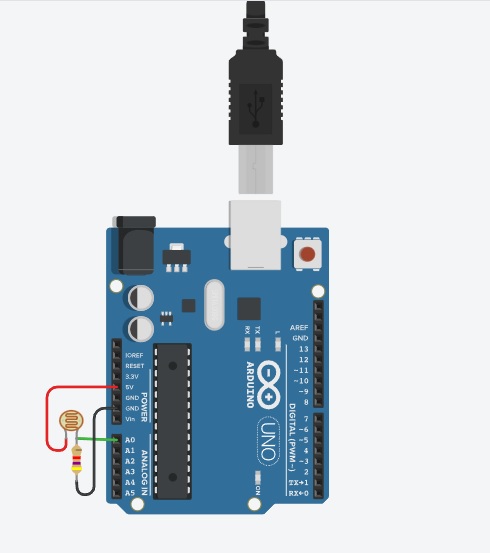 RX
TX
L
AREF
GND
13
12
~11
~10
~9
8
7
~6
~5
4
~3
2
TX→1
RX←0
DIGITAL (PWM~)
IOREF
RESET
3.3V
5V
GND
GND
Vin
POWER
A0
A1
A2
A3
A4
A5
ANALOG IN
ARDUINO
UNO
ON